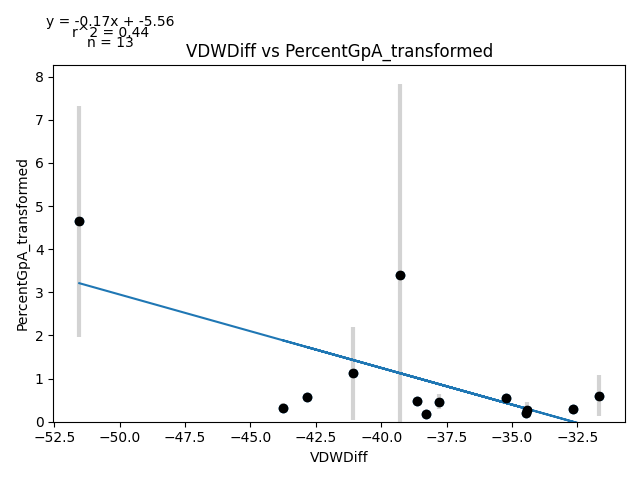 y = -0.17x + -5.56
r^2 = 0.44
n = 13
VDWDiff vs PercentGpA_transformed
8
7
6
5
4
3
2
1
0
PercentGpA_transformed
−52.5 −50.0 −47.5 −45.0 −42.5 −40.0 −37.5 −35.0 −32.5
VDWDiff